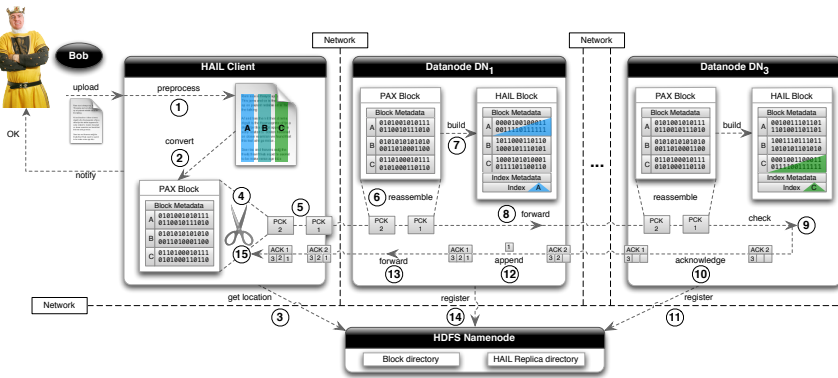 Network
Network
Bob
HAIL Client
Datanode DN1
Datanode DN3
upload
preprocess
1
A B C
OK
convert
2
notify
PAX Block
Block Metadata
A 0101001010111
0110010111010
B 0101010101010
0011010001100
C 0110100010111
0101000110110
4
5
15
PCK 2
PCK 1
ACK 1
3 2 1
ACK 2
3 2 1
PAX Block
Block Metadata
A 0101001010111
0110010111010
B 0101010101010
0011010001100
C 0110100010111
0101000110110
build
7
HAIL Block
Block Metadata
A 0000100100011
0011110111111
B 1011000110110
1000101110101
C 1000101010001
0111101110110
Index Metadata
Index A
6 reassemble
PCK 2
PCK 1
8 forward
forward
13
ACK 1
3 2 1
1
append
12
ACK 2
3 2
...
PAX Block
Block Metadata
A 0101001010111
0110010111010
B 0101010101010
0011010001100
C 0110100010111
0101000110110
build
HAIL Block
Block Metadata
A 0010011101101
1101001101101
B 1001110111011
1010101101010
C 0001001100011
0111100111111
Index Metadata
Index C
reassemble
PCK 2
PCK 1
check
9
ACK 1
3
acknowledge
10
ACK 2
3
Network
get location
3
register
14
register
11
HDFS Namenode
Block directory
HAIL Replica directory